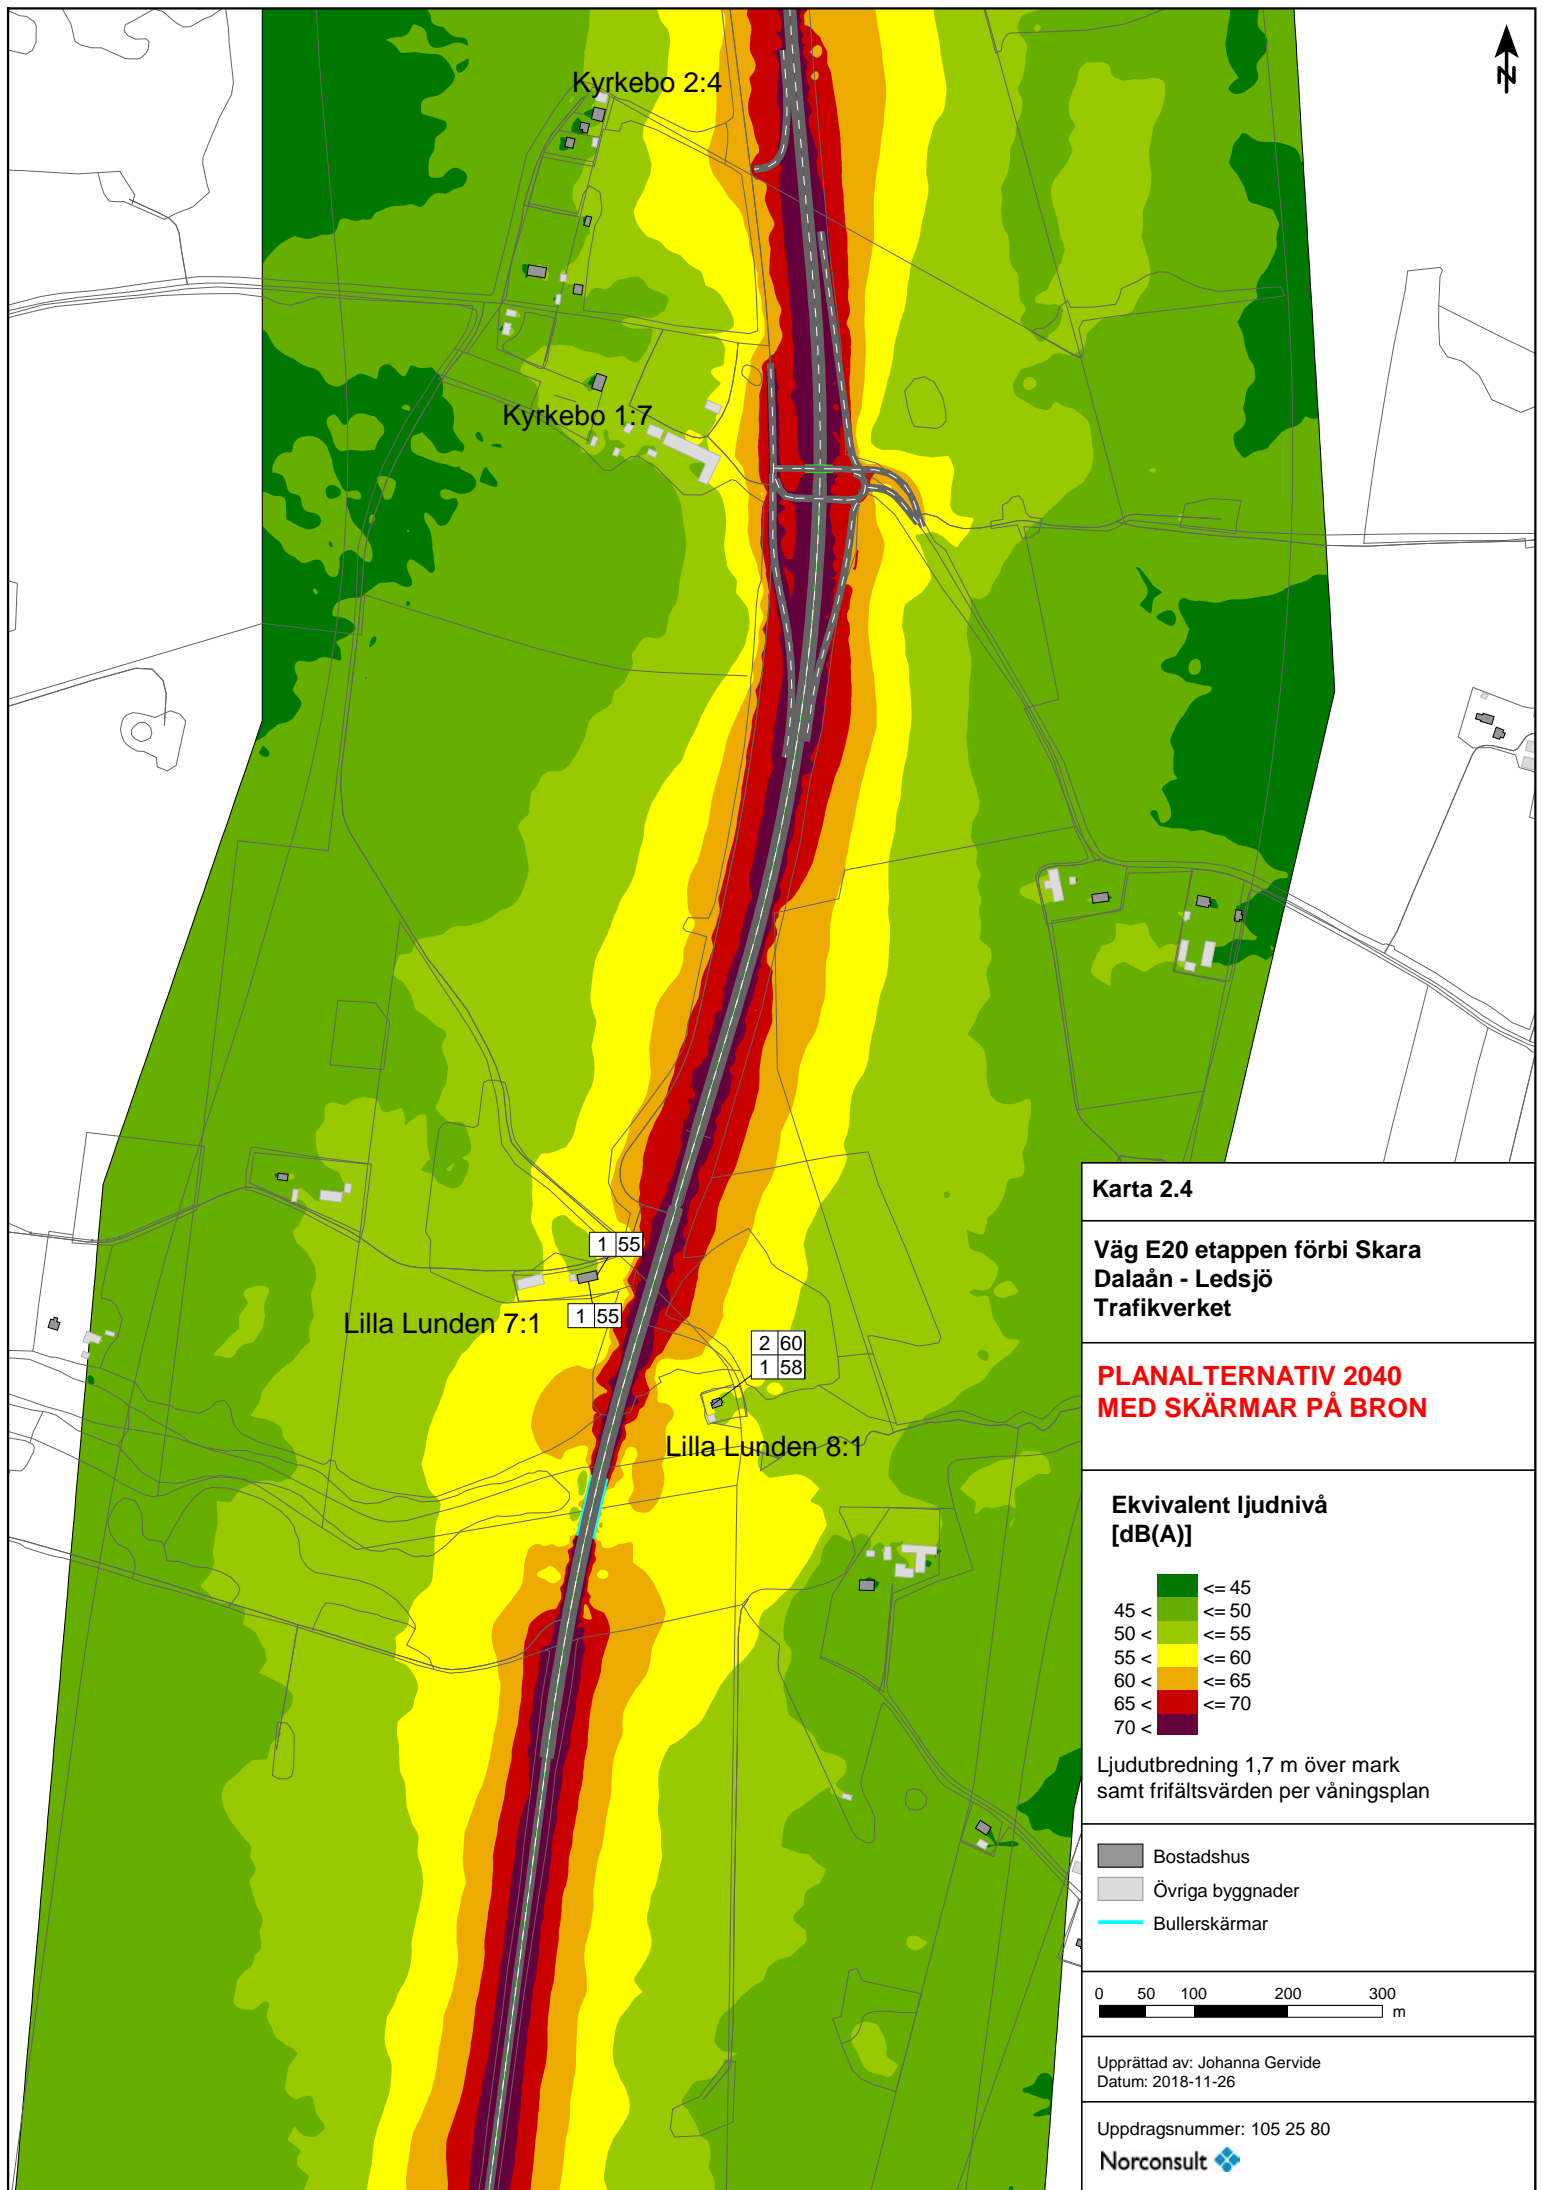 N
Kyrkebo 2:4
Kyrkebo 1:7
1 55
Lilla Lunden 7:1
1 55
2 60
1 58
Lilla Lunden 8:1
Karta 2.4
Väg E20 etappen förbi Skara
Dalaån - Ledsjö
Trafikverket
PLANALTERNATIV 2040
MED SKÄRMAR PÅ BRON
Ekvivalent ljudnivå
[dB(A)]
<= 45
45 < <= 50
50 < <= 55
55 < <= 60
60 < <= 65
65 < <= 70
70 <
Ljudutbredning 1,7 m över mark
samt frifältsvärden per våningsplan
Bostadshus
Övriga byggnader
Bullerskärmar
0 50 100 200 300
m
Upprättad av: Johanna Gervide
Datum: 2018-11-26
Uppdragsnummer: 105 25 80
Norconsult